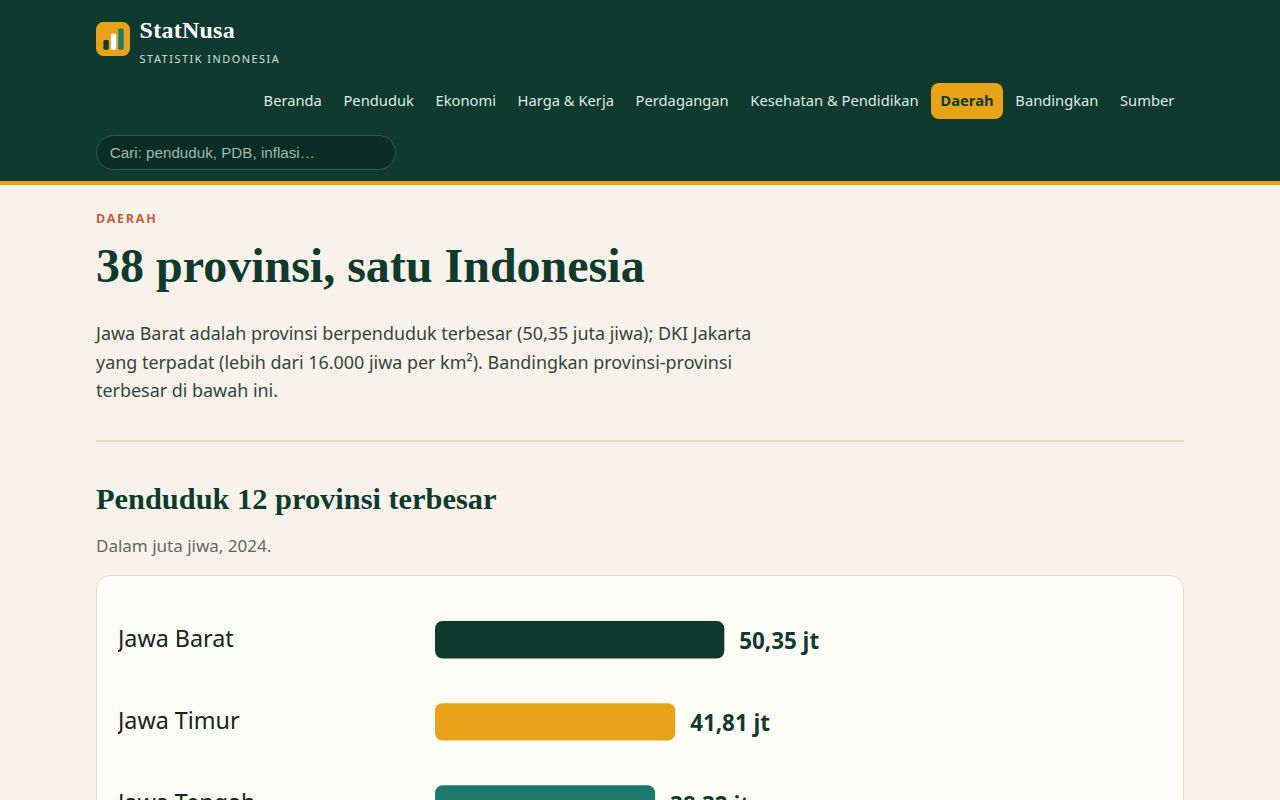 StatNusa
STATISTIK INDONESIA
Beranda Penduduk Ekonomi Harga & Kerja Perdagangan Kesehatan & Pendidikan Daerah Bandingkan Sumber
Cari: penduduk, PDB, inflasi…
DAERAH
38 provinsi, satu Indonesia
Jawa Barat adalah provinsi berpenduduk terbesar (50,35 juta jiwa); DKI Jakarta
yang terpadat (lebih dari 16.000 jiwa per km²). Bandingkan provinsi-provinsi
terbesar di bawah ini.
Penduduk 12 provinsi terbesar
Dalam juta jiwa, 2024.
Jawa Barat 50,35 jt
Jawa Timur 41,81 jt
Jawa Tengah